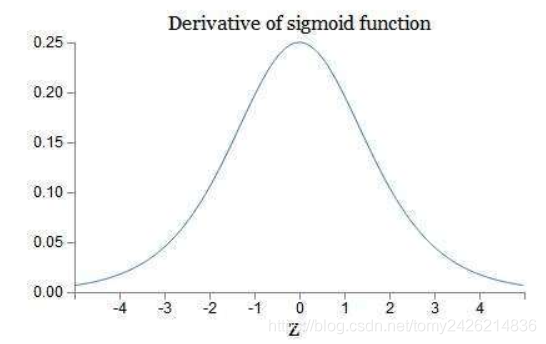 Derivative of sigmoid function
0.25
0.20
0.15
0.10
0.05
0.00
-4 -3 -2 -1 0 1 2 3 4
Z
https://blog.csdn.net/tomy2426214836